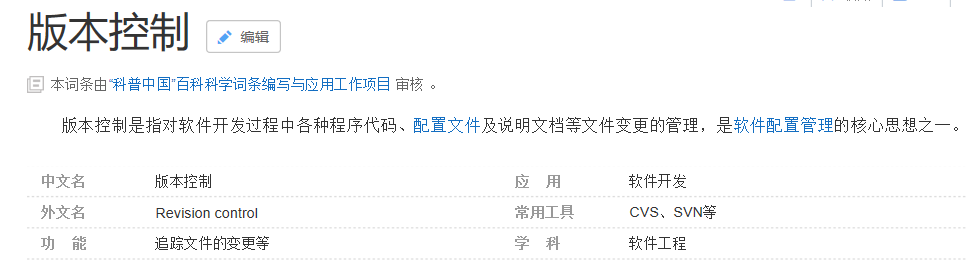 版本控制 编辑
本词条由“科普中国”百科科学词条编写与应用工作项目 审核 。
版本控制是指对软件开发过程中各种程序代码、配置文件及说明文档等文件变更的管理，是软件配置管理的核心思想之一。
中文名 版本控制 应 用 软件开发
外文名 Revision control 常用工具 CVS、SVN等
功 能 追踪文件的变更等 学 科 软件工程